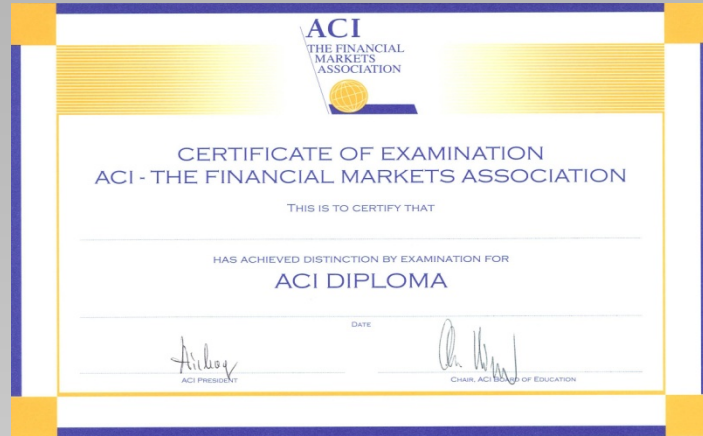 ACI
THE FINANCIAL
MARKETS
ASSOCIATION
CERTIFICATE OF EXAMINATION
ACI - THE FINANCIAL MARKETS ASSOCIATION
THIS IS TO CERTIFY THAT
HAS ACHIEVED DISTINCTION BY EXAMINATION FOR
ACI DIPLOMA
DATE
ACI PRESIDENT
CHAIR, ACI BOARD OF EDUCATION